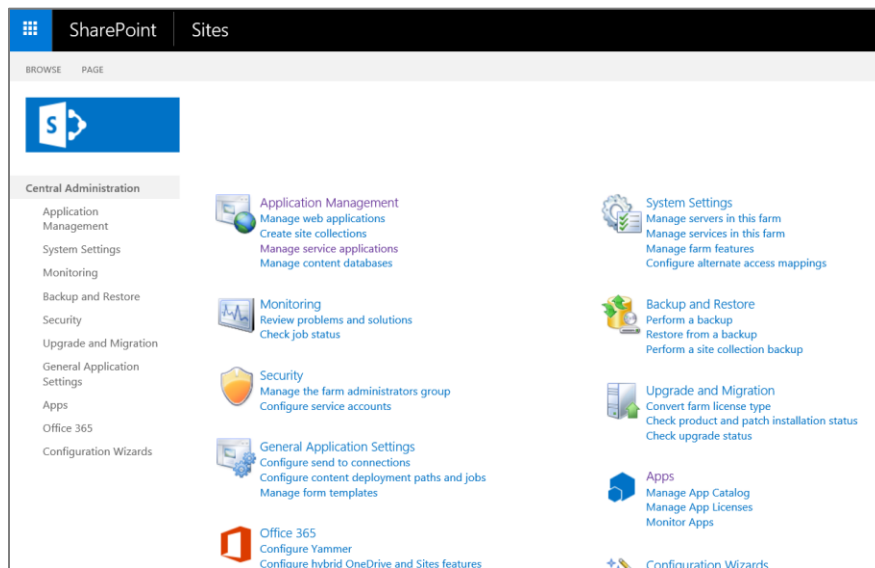 SharePoint Sites
BROWSE PAGE
S
Central Administration
Application
Management
System Settings
Monitoring
Backup and Restore
Security
Upgrade and Migration
General Application
Settings
Apps
Office 365
Configuration Wizards
Application Management
Manage web applications
Create site collections
Manage service applications
Manage content databases
Monitoring
Review problems and solutions
Check job status
Security
Manage the farm administrators group
Configure service accounts
General Application Settings
Configure send to connections
Configure content deployment paths and jobs
Manage form templates
Office 365
Configure Yammer
Configure hybrid OneDrive and Sites features
System Settings
Manage servers in this farm
Manage services in this farm
Manage farm features
Configure alternate access mappings
Backup and Restore
Perform a backup
Restore from a backup
Perform a site collection backup
Upgrade and Migration
Convert farm license type
Check product and patch installation status
Check upgrade status
Apps
Manage App Catalog
Manage App Licenses
Monitor Apps
Configuration Wizards